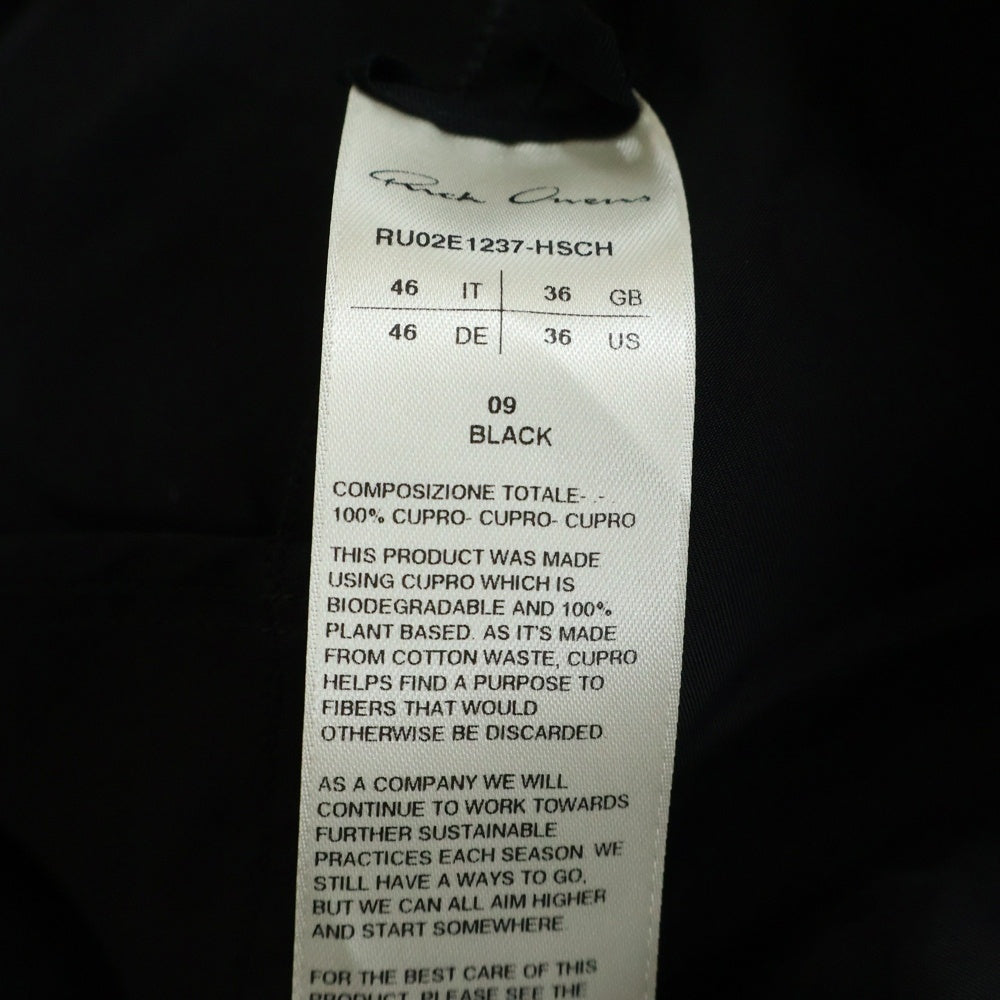 Rick Owens
RU02E1237-HSCH
46 IT 36 GB
46 DE 36 US
09
BLACK
COMPOSIZIONE TOTALE- -
100% CUPRO- CUPRO- CUPRO
THIS PRODUCT WAS MADE
USING CUPRO WHICH IS
BIODEGRADABLE AND 100%
PLANT BASED. AS IT'S MADE
FROM COTTON WASTE, CUPRO
HELPS FIND A PURPOSE TO
FIBERS THAT WOULD
OTHERWISE BE DISCARDED
AS A COMPANY WE WILL
CONTINUE TO WORK TOWARDS
FURTHER SUSTAINABLE
PRACTICES EACH SEASON WE
STILL HAVE A WAYS TO GO,
BUT WE CAN ALL AIM HIGHER
AND START SOMEWHERE
FOR THE BEST CARE OF THIS
PRODUCT, PLEASE SEE THE